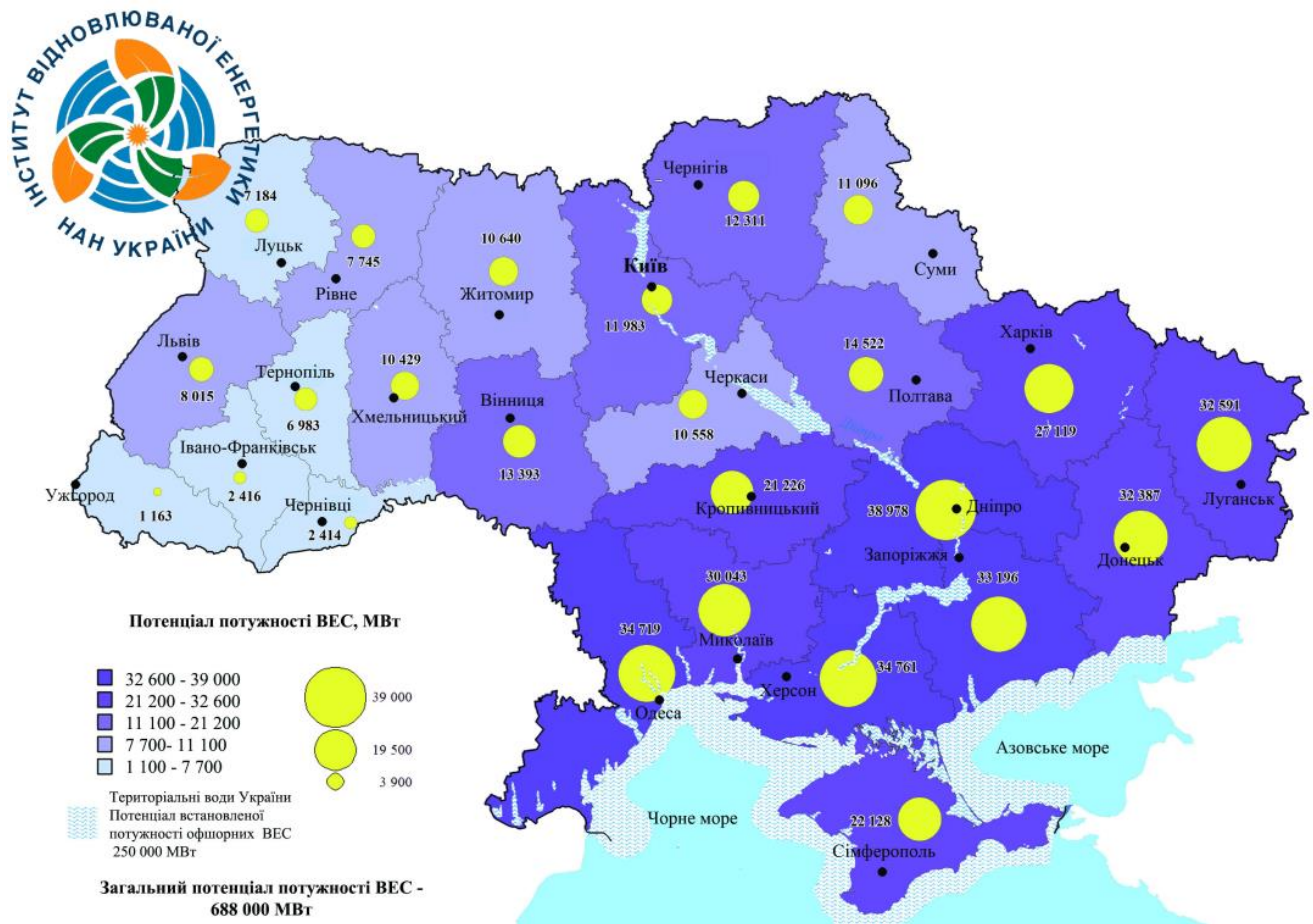 ІНСТИТУТ ВІДНОВЛЮВАНОЇ ЕНЕРГЕТИКИ
НАН УКРАЇНИ
7 184
Луцьк
7 745
Рівне
10 640
Житомир
Київ
11 983
Чернігів
12 311
11 096
Суми
Львів
8 015
Тернопіль
6 983
10 429
Хмельницький
Вінниця
13 393
Черкаси
10 558
14 522
Полтава
Харків
27 119
32 591
Луганськ
Івано-Франківськ
2 416
Ужгород
1 163
Чернівці
2 414
21 226
Кропивницький
38 978
Дніпро
32 387
Донецьк
Запоріжжя
33 196
30 043
Миколаїв
34 719
Одеса
Херсон
34 761
Азовське море
Чорне море
22 128
Сімферополь
Потенціал потужності ВЕС, МВт
32 600 - 39 000
21 200 - 32 600
11 100 - 21 200
7 700- 11 100
1 100 - 7 700
39 000
19 500
3 900
Територіальні води України
Потенціал встановленої
потужності офшорних ВЕС
250 000 МВт
Загальний потенціал потужності ВЕС -
688 000 МВт